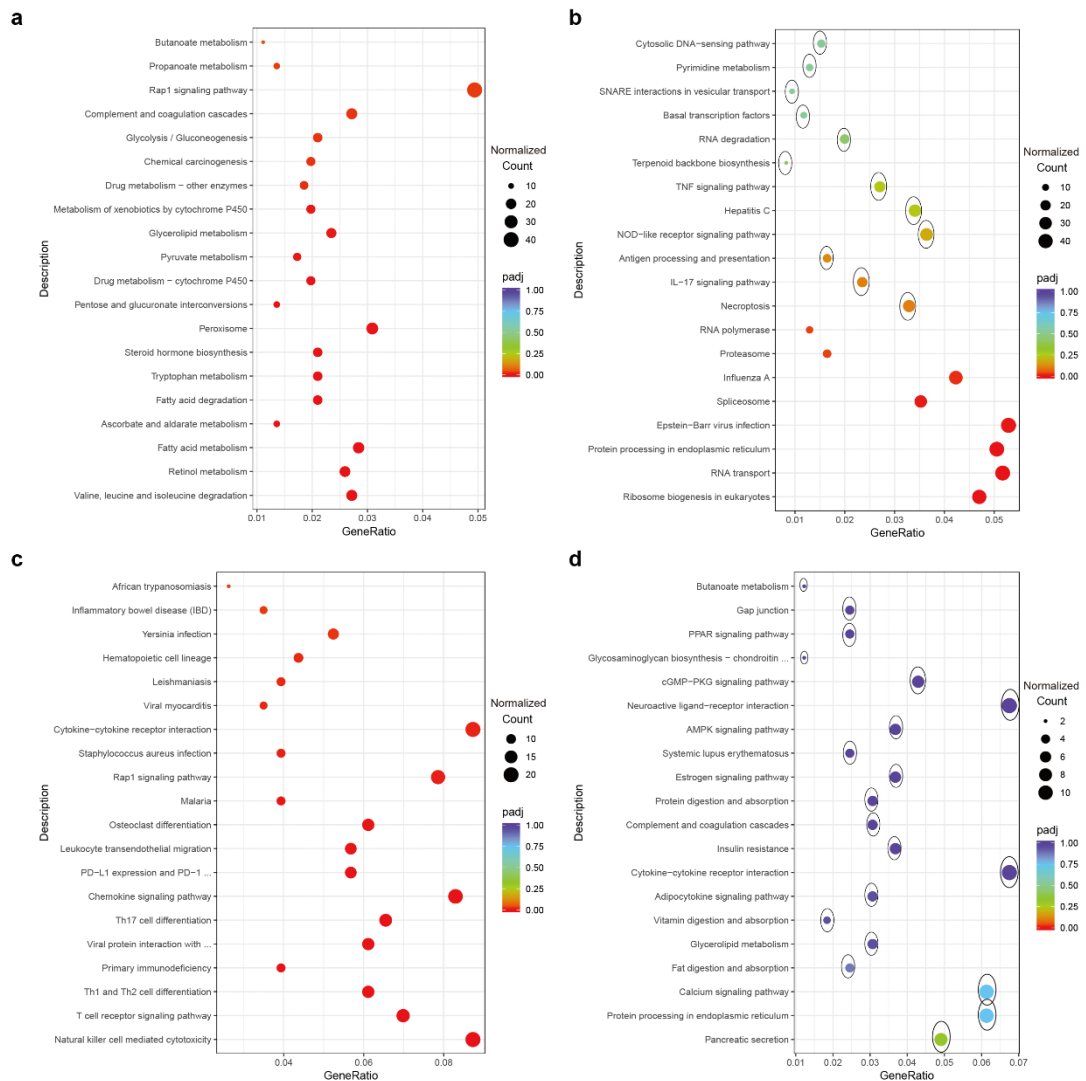 a
Butanoate metabolism
Propanoate metabolism
Rap1 signaling pathway
Complement and coagulation cascades
Glycolysis / Gluconeogenesis
Chemical carcinogenesis
Drug metabolism − other enzymes
Metabolism of xenobiotics by cytochrome P450
Glycerolipid metabolism
Pyruvate metabolism
Drug metabolism − cytochrome P450
Pentose and glucuronate interconversions
Peroxisome
Steroid hormone biosynthesis
Tryptophan metabolism
Fatty acid degradation
Ascorbate and aldarate metabolism
Fatty acid metabolism
Retinol metabolism
Valine, leucine and isoleucine degradation
Description
0.01 0.02 0.03 0.04 0.05
GeneRatio
Normalized
Count
10
20
30
40
padj
1.00
0.75
0.50
0.25
0.00
b
Cytosolic DNA−sensing pathway
Pyrimidine metabolism
SNARE interactions in vesicular transport
Basal transcription factors
RNA degradation
Terpenoid backbone biosynthesis
TNF signaling pathway
Hepatitis C
NOD−like receptor signaling pathway
Antigen processing and presentation
IL−17 signaling pathway
Necroptosis
RNA polymerase
Proteasome
Influenza A
Spliceosome
Epstein−Barr virus infection
Protein processing in endoplasmic reticulum
RNA transport
Ribosome biogenesis in eukaryotes
Description
0.01 0.02 0.03 0.04 0.05
GeneRatio
Normalized
Count
10
20
30
40
padj
1.00
0.75
0.50
0.25
0.00
c
African trypanosomiasis
Inflammatory bowel disease (IBD)
Yersinia infection
Hematopoietic cell lineage
Leishmaniasis
Viral myocarditis
Cytokine−cytokine receptor interaction
Staphylococcus aureus infection
Rap1 signaling pathway
Malaria
Osteoclast differentiation
Leukocyte transendothelial migration
PD−L1 expression and PD−1 ...
Chemokine signaling pathway
Th17 cell differentiation
Viral protein interaction with ...
Primary immunodeficiency
Th1 and Th2 cell differentiation
T cell receptor signaling pathway
Natural killer cell mediated cytotoxicity
Description
0.04 0.06 0.08
GeneRatio
Normalized
Count
10
15
20
padj
1.00
0.75
0.50
0.25
0.00
d
Butanoate metabolism
Gap junction
PPAR signaling pathway
Glycosaminoglycan biosynthesis − chondroitin ...
cGMP−PKG signaling pathway
Neuroactive ligand−receptor interaction
AMPK signaling pathway
Systemic lupus erythematosus
Estrogen signaling pathway
Protein digestion and absorption
Complement and coagulation cascades
Insulin resistance
Cytokine−cytokine receptor interaction
Adipocytokine signaling pathway
Vitamin digestion and absorption
Glycerolipid metabolism
Fat digestion and absorption
Calcium signaling pathway
Protein processing in endoplasmic reticulum
Pancreatic secretion
Description
0.01 0.02 0.03 0.04 0.05 0.06 0.07
GeneRatio
Normalized
Count
2
4
6
8
10
padj
1.00
0.75
0.50
0.25
0.00